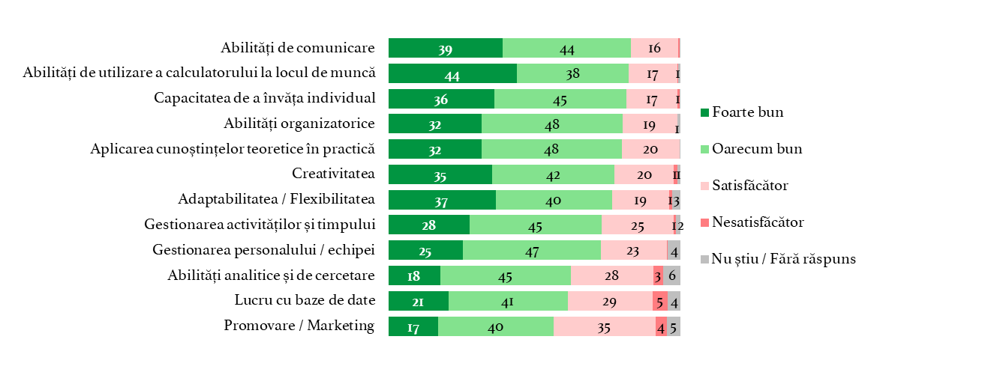 Abilități de comunicare 39 44 16
Abilități de utilizare a calculatorului la locul de muncă 44 38 17 1
Capacitatea de a învăța individual 36 45 17 1
Abilități organizatorice 32 48 19 1
Aplicarea cunoștințelor teoretice în practică 32 48 20
Creativitatea 35 42 20 1 1
Adaptabilitatea / Flexibilitatea 37 40 19 1 3
Gestionarea activităților și timpului 28 45 25 1 2
Gestionarea personalului / echipei 25 47 23 4
Abilități analitice și de cercetare 18 45 28 3 6
Lucru cu baze de date 21 41 29 5 4
Promovare / Marketing 17 40 35 4 5
Foarte bun
Oarecum bun
Satisfăcător
Nesatisfăcător
Nu știu / Fără răspuns